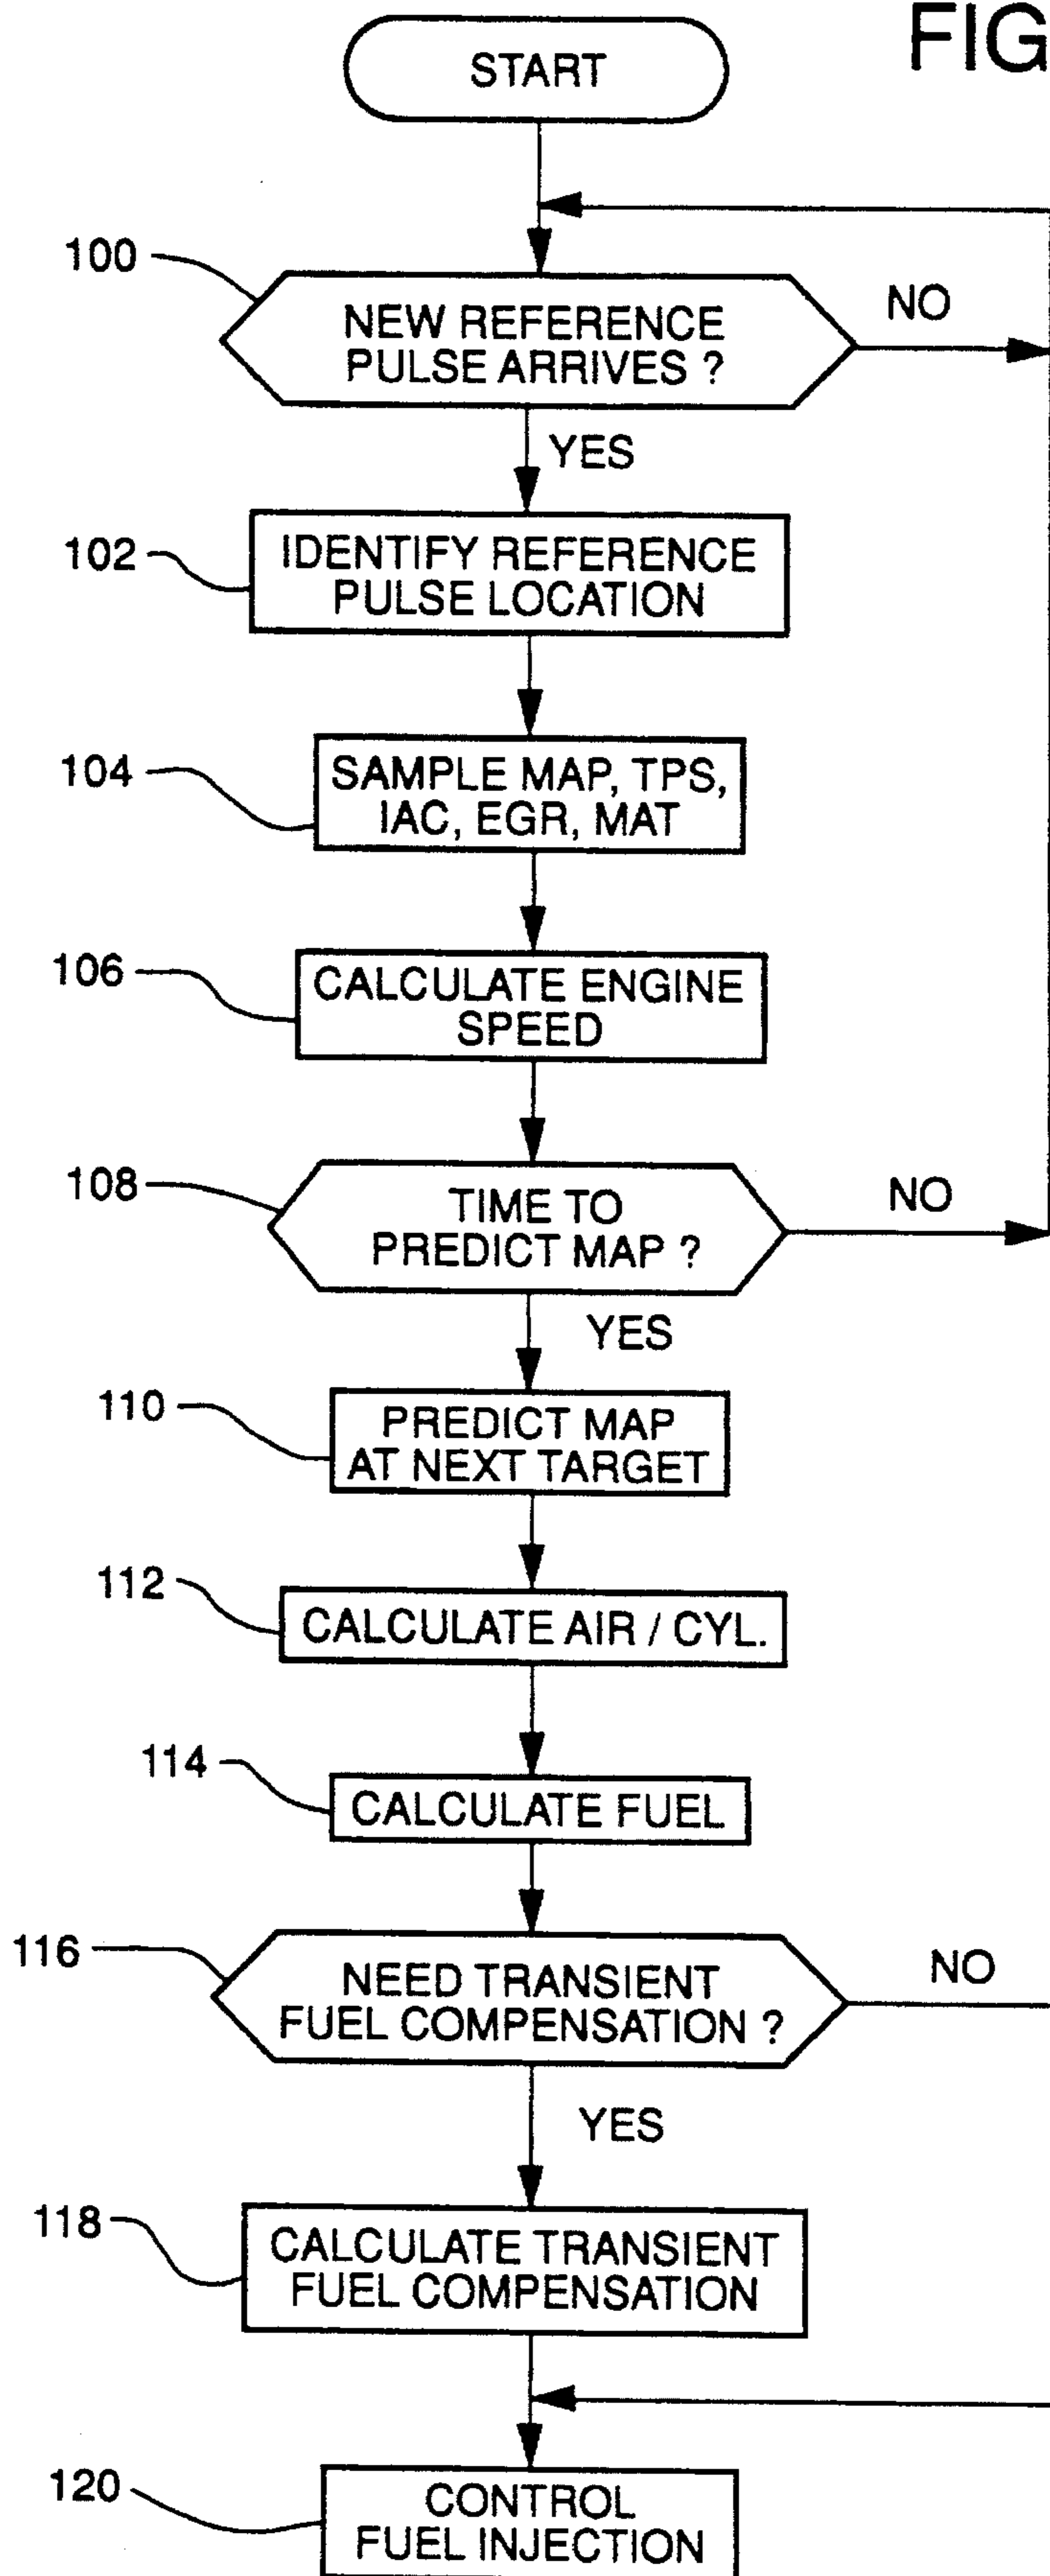 FIG
START
100
NEW REFERENCE
PULSE ARRIVES ?
NO
YES
102
IDENTIFY REFERENCE
PULSE LOCATION
104
SAMPLE MAP, TPS,
IAC, EGR, MAT
106
CALCULATE ENGINE
SPEED
108
TIME TO
PREDICT MAP ?
NO
YES
110
PREDICT MAP
AT NEXT TARGET
112
CALCULATE AIR / CYL.
114
CALCULATE FUEL
116
NEED TRANSIENT
FUEL COMPENSATION ?
NO
YES
118
CALCULATE TRANSIENT
FUEL COMPENSATION
120
CONTROL
FUEL INJECTION